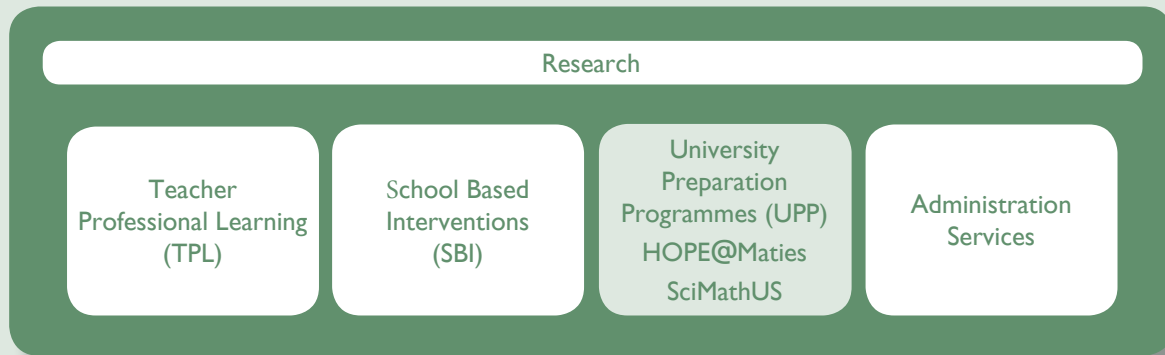 Research
Teacher
Professional Learning
(TPL)
School Based
Interventions
(SBI)
University
Preparation
Programmes (UPP)
HOPE@Maties
SciMathUS
Administration
Services